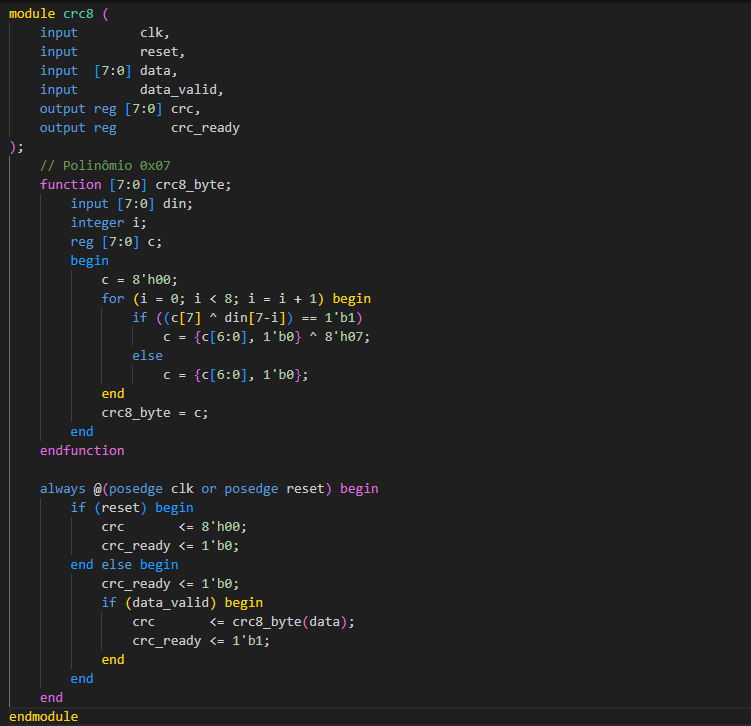 module crc8 (
    input        clk,
    input        reset,
    input  [7:0] data,
    input        data_valid,
    output reg [7:0] crc,
    output reg       crc_ready
);
    // Polinômio 0x07
    function [7:0] crc8_byte;
        input [7:0] din;
        integer i;
        reg [7:0] c;
        begin
            c = 8'h00;
            for (i = 0; i < 8; i = i + 1) begin
                if ((c[7] ^ din[7-i]) == 1'b1)
                    c = {c[6:0], 1'b0} ^ 8'h07;
                else
                    c = {c[6:0], 1'b0};
            end
            crc8_byte = c;
        end
    endfunction

    always @(posedge clk or posedge reset) begin
        if (reset) begin
            crc       <= 8'h00;
            crc_ready <= 1'b0;
        end else begin
            crc_ready <= 1'b0;
            if (data_valid) begin
                crc       <= crc8_byte(data);
                crc_ready <= 1'b1;
            end
        end
    end
endmodule